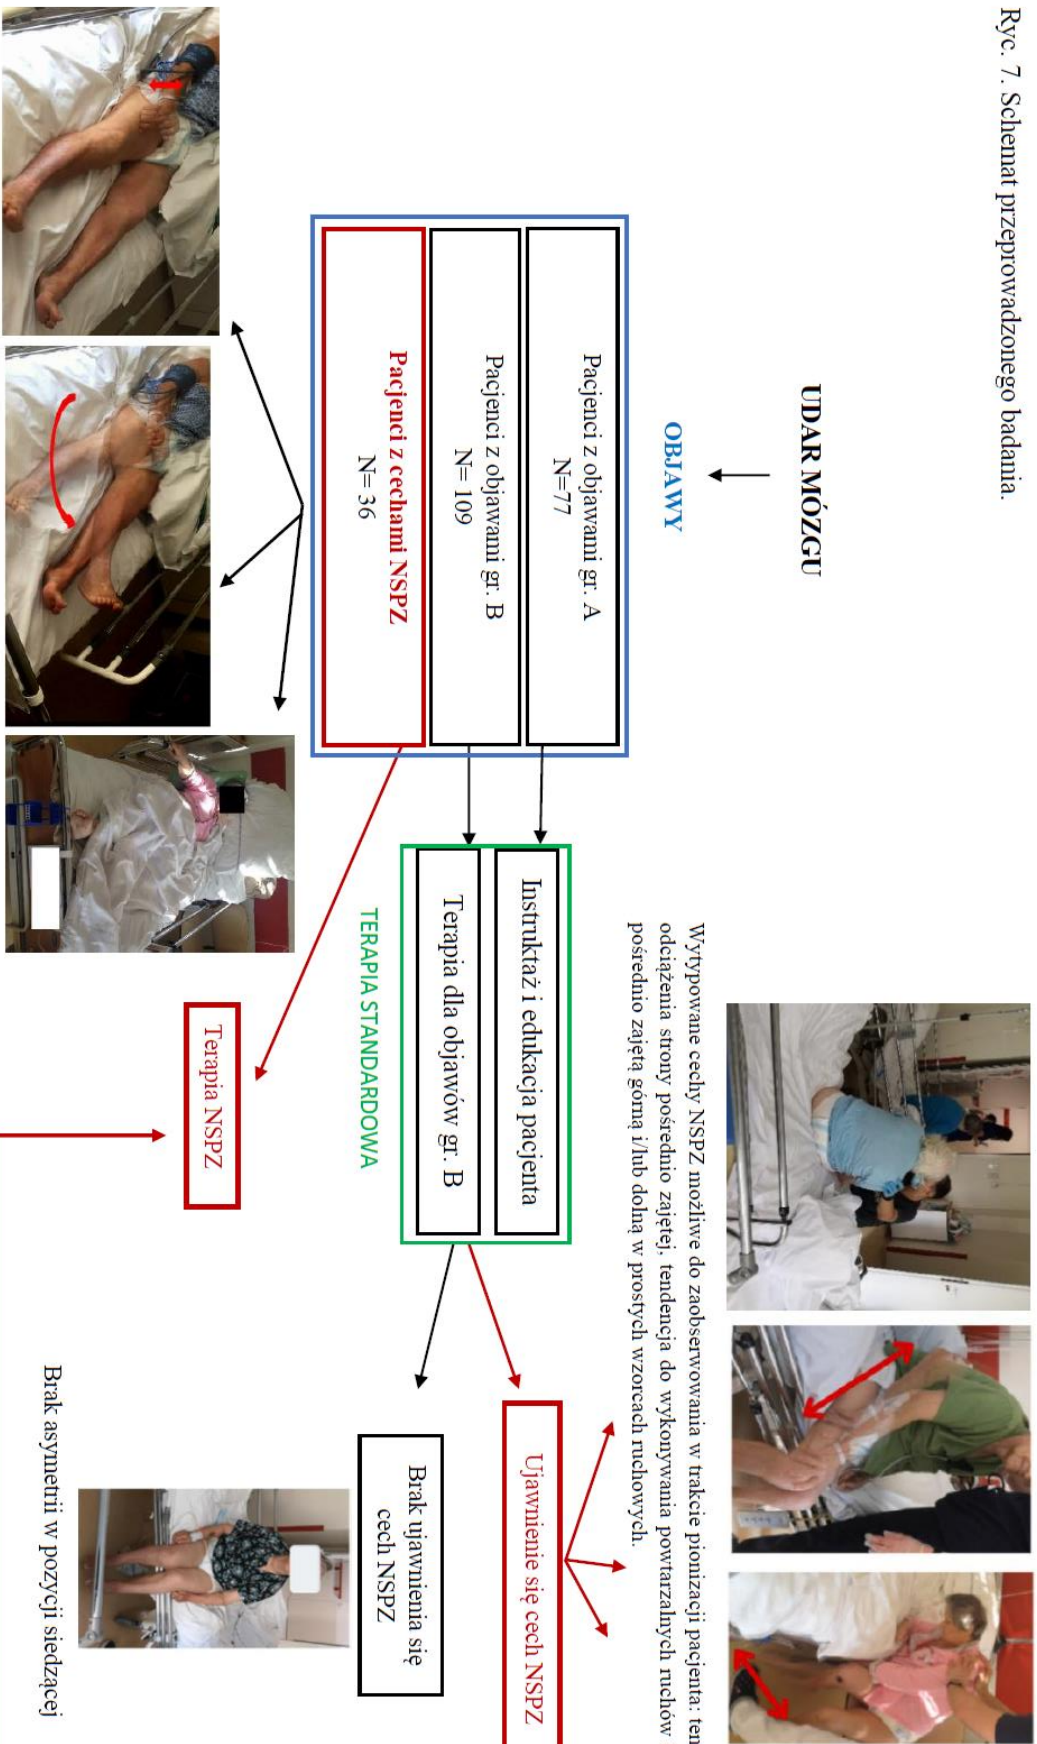 Ryc. 7. Schemat przeprowadzonego badania.
UDAR MÓZGU
OBJAWY
Pacjenci z objawami gr. A
N=77
Pacjenci z objawami gr. B
N= 109
Pacjenci z cechami NSPZ
N= 36
Wytypowane cechy NSPZ możliwe do zaobserwowania w trakcie pionizacji pacjenta:
odciążenia strony pośrednio zajętej, tendencja do wykonywania powtarzalnych ruchów
pośrednio zajętą górną i/lub dolną w prostych wzorcach ruchowych.
Instruktaż i edukacja pacjenta
Terapia dla objawów gr. B
TERAPIA STANDARDOWA
Terapia NSPZ
Ujawnienie się cech NSPZ
Brak ujawnienia się
cech NSPZ
Brak asymetrii w pozycji siedzącej